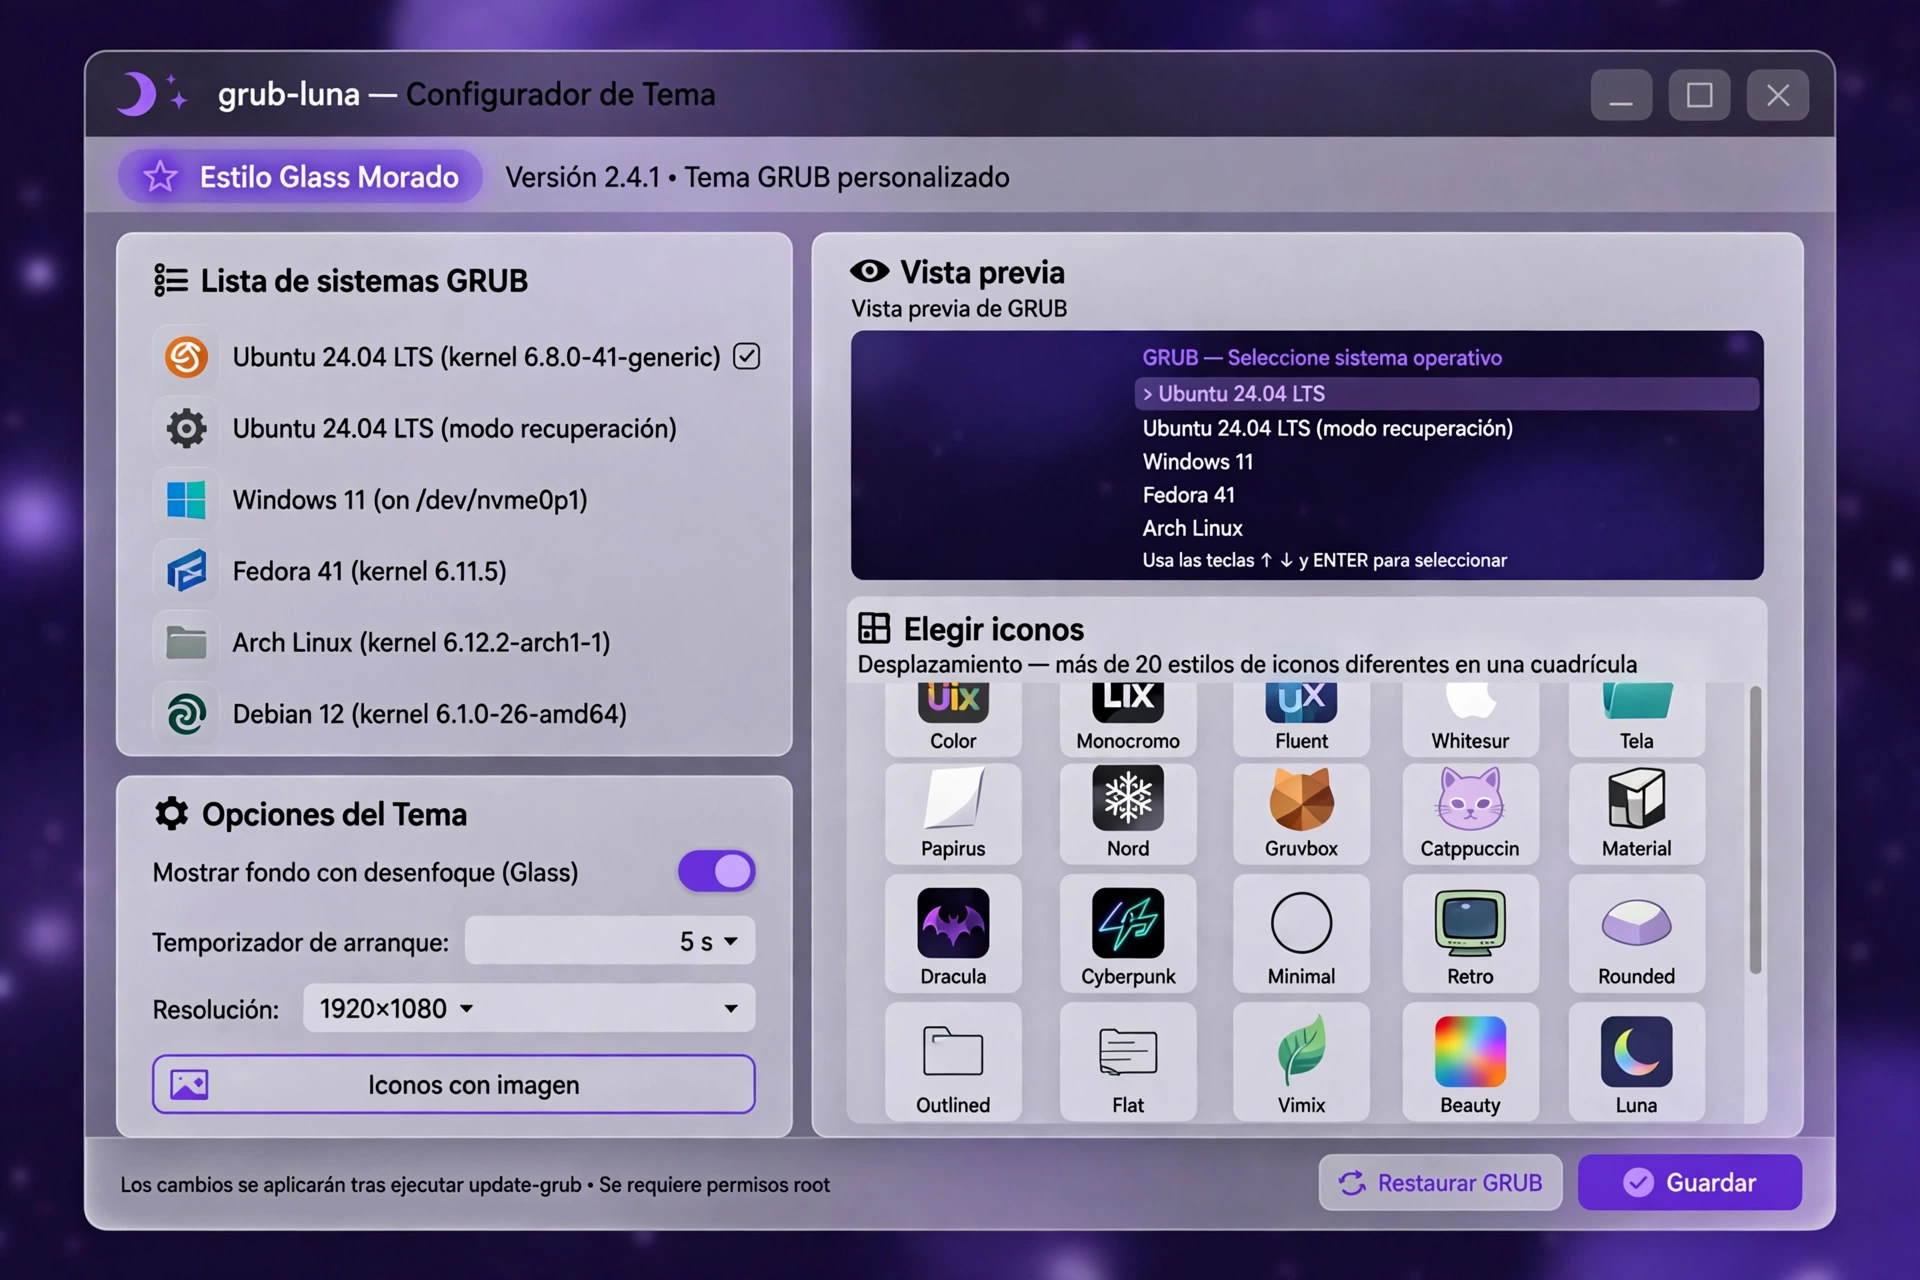 grub-luna — Configurador de Tema
Estilo Glass Morado
Versión 2.4.1 • Tema GRUB personalizado
Lista de sistemas GRUB
Ubuntu 24.04 LTS (kernel 6.8.0-41-generic)
Ubuntu 24.04 LTS (modo recuperación)
Windows 11 (on /dev/nvme0p1)
Fedora 41 (kernel 6.11.5)
Arch Linux (kernel 6.12.2-arch1-1)
Debian 12 (kernel 6.1.0-26-amd64)
Opciones del Tema
Mostrar fondo con desenfoque (Glass)
Temporizador de arranque: 5 s
Resolución: 1920×1080
Iconos con imagen
Vista previa
Vista previa de GRUB
GRUB — Seleccione sistema operativo
> Ubuntu 24.04 LTS
Ubuntu 24.04 LTS (modo recuperación)
Windows 11
Fedora 41
Arch Linux
Usa las teclas ↑ ↓ y ENTER para seleccionar
Elegir iconos
Desplazamiento — más de 20 estilos de iconos diferentes en una cuadrícula
Uix LIX UX
Color Monocromo Fluent Whitesur Tela
Papirus Nord Gruvbox Catppuccin Material
Dracula Cyberpunk Minimal Retro Rounded
Outlined Flat Vimix Beauty Luna
Los cambios se aplicarán tras ejecutar update-grub • Se requiere permisos root
Restaurar GRUB
Guardar